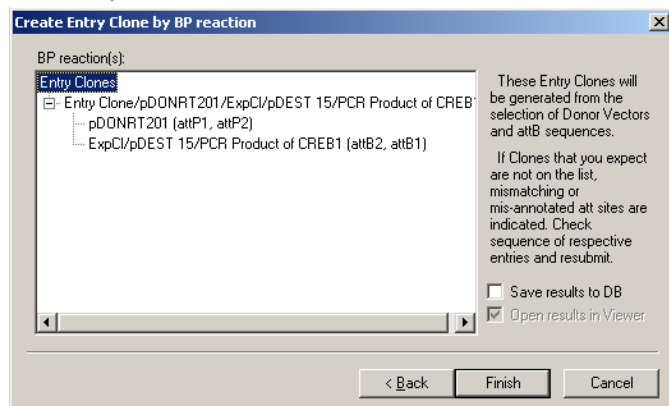 Create Entry Clone by BP reaction
BP reaction(s):
Entry Clones
Entry Clone/pDONRT201/ExpCl/pDEST 15/PCR Product of CREB
pDONRT201 (attP1, attP2)
ExpCl/pDEST 15/PCR Product of CREB1 (attB2, attB1)
These Entry Clones will
be generated from the
selection of Donor Vectors
and attB sequences.
If Clones that you expect
are not on the list,
mismatching or
mis-annotated att sites are
indicated. Check
sequence of respective
entries and resubmit.
Save results to DB
Open results in Viewer
< Back
Finish
Cancel